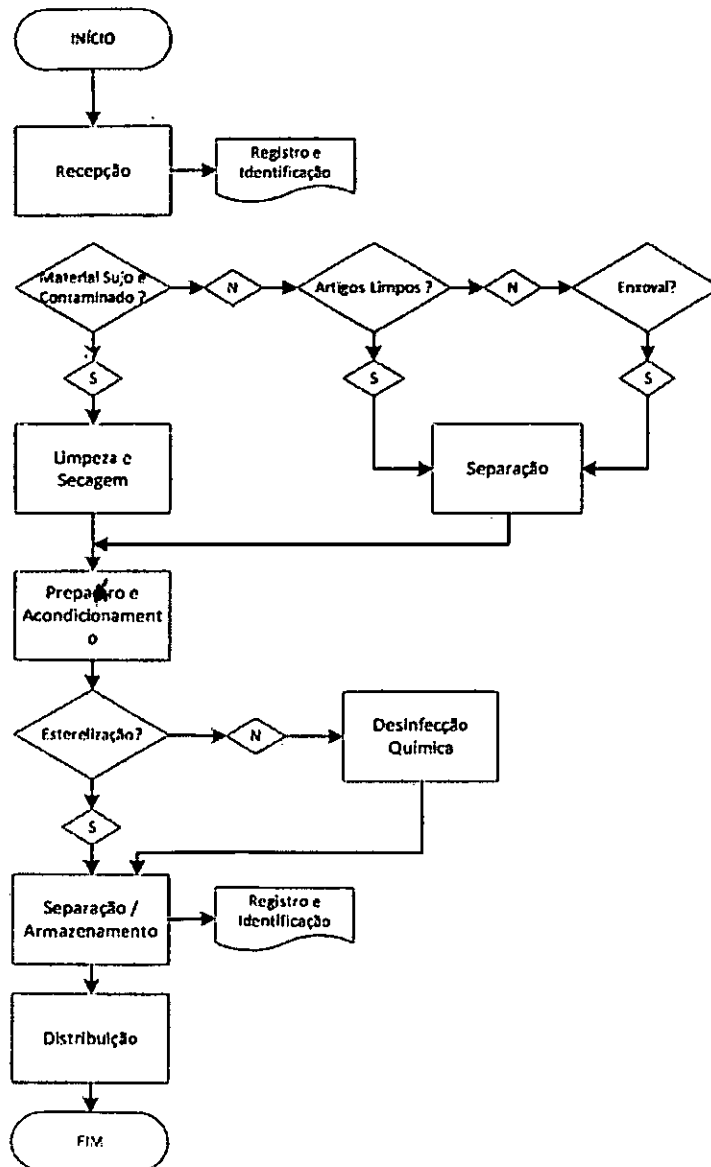 INÍCIO
Recepção
Registro e
Identificação
Material Sujo e
Contaminado ?
N
Artigos Limpos ?
N
Enxoval?
S
S
S
Limpeza e
Secagem
Separação
Preparo e
Acondicionament
o
Esterelização?
N
Desinfecção
Química
S
Separação /
Armazenamento
Registro e
Identificação
Distribuição
FIM